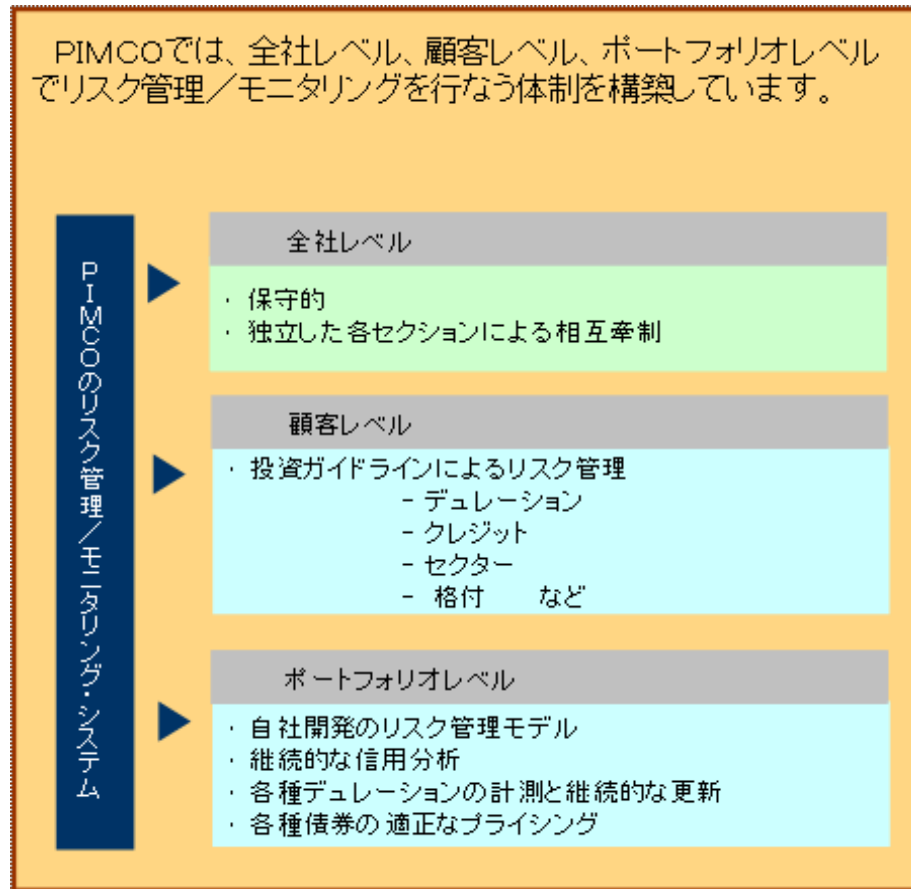 PIMCOでは、全社レベル、顧客レベル、ポートフォリオレベル
でリスク管理／モニタリングを行なう体制を構築しています。
PIMCOのリスク管理／モニタリング・システム
全社レベル
・ 保守的
・ 独立した各セクションによる相互牽制
顧客レベル
・ 投資ガイドラインによるリスク管理
− デュレーション
− クレジット
− セクター
− 格付　など
ポートフォリオレベル
・ 自社開発のリスク管理モデル
・ 継続的な信用分析
・ 各種デュレーションの計測と継続的な更新
・ 各種債券の適正なプライシング